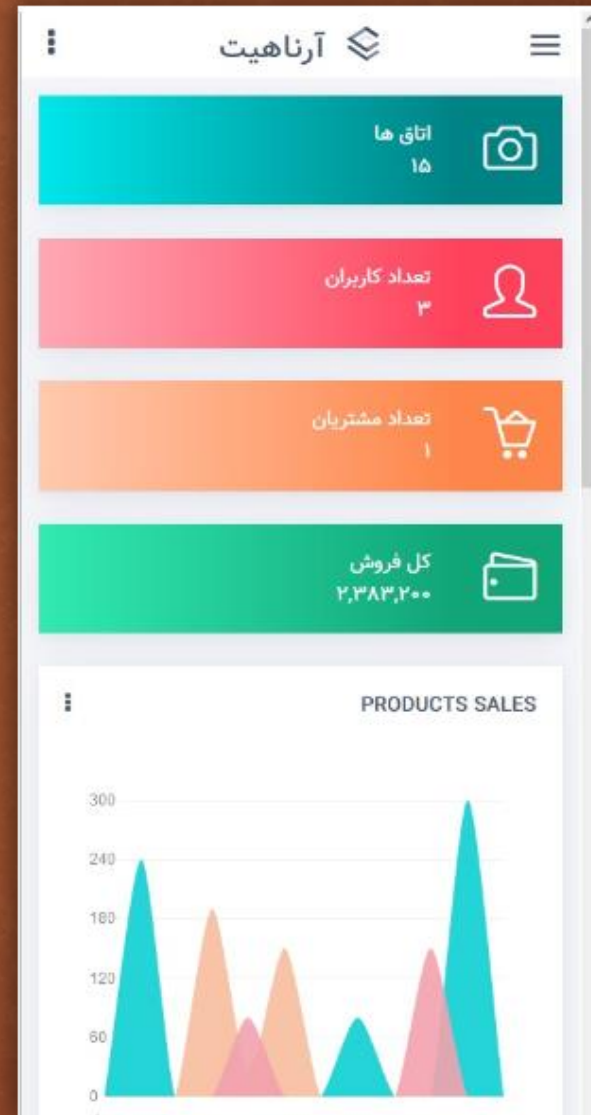 آرناهیت
اتاق ها
۱۵
تعداد کاربران
۳
تعداد مشتریان
۱
کل فروش
۲,۳۸۳,۲۰۰
PRODUCTS SALES
300
240
180
120
60
0